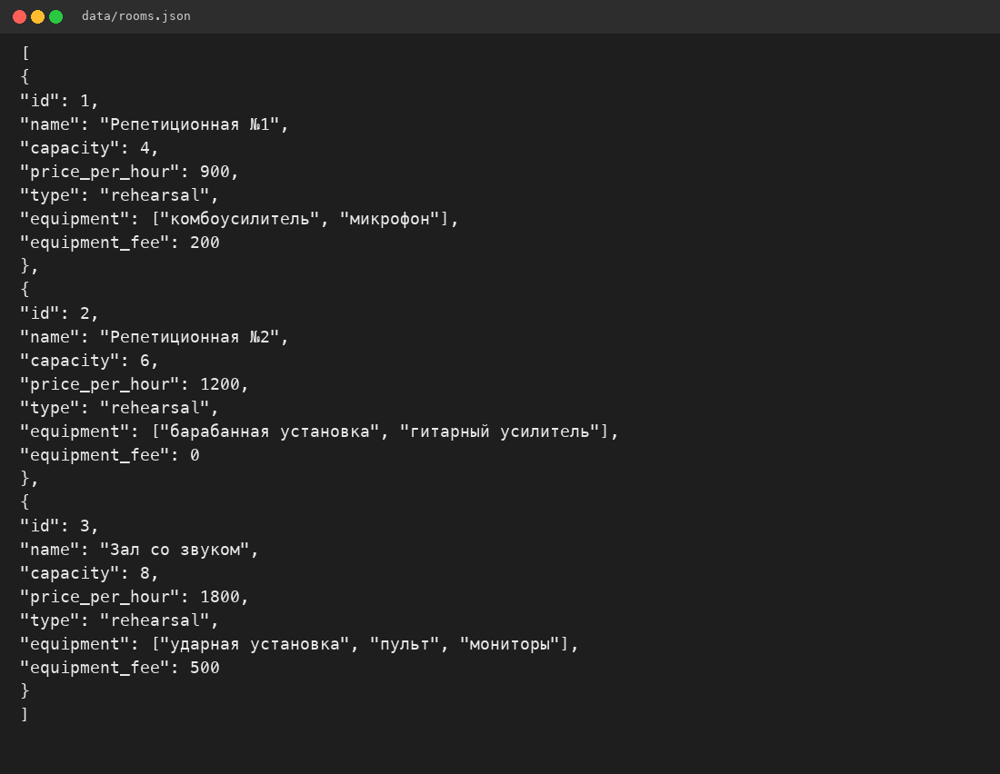 data/rooms.json
[
{
"id": 1,
"name": "Репетиционная №1",
"capacity": 4,
"price_per_hour": 900,
"type": "rehearsal",
"equipment": ["комбоусилитель", "микрофон"],
"equipment_fee": 200
},
{
"id": 2,
"name": "Репетиционная №2",
"capacity": 6,
"price_per_hour": 1200,
"type": "rehearsal",
"equipment": ["барабанная установка", "гитарный усилитель"],
"equipment_fee": 0
},
{
"id": 3,
"name": "Зал со звуком",
"capacity": 8,
"price_per_hour": 1800,
"type": "rehearsal",
"equipment": ["ударная установка", "пульт", "мониторы"],
"equipment_fee": 500
}
]